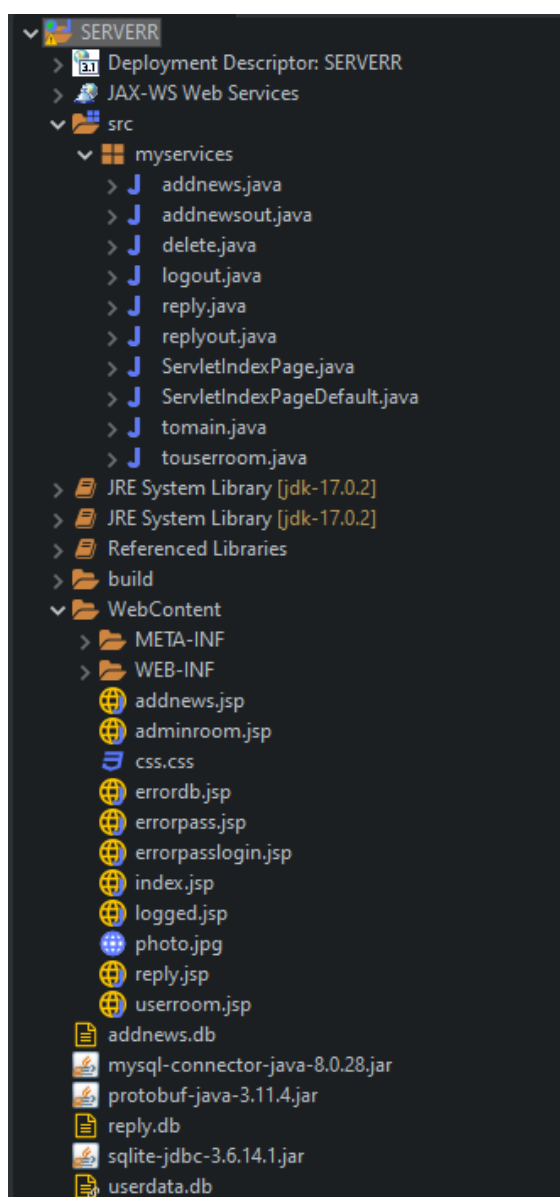 SERVERR
3.1 Deployment Descriptor: SERVERR
JAX-WS Web Services
src
myservices
J addnews.java
J addnewsout.java
J delete.java
J logout.java
J reply.java
J replyout.java
J ServletIndexPage.java
J ServletIndexPageDefault.java
J tomain.java
J touserroom.java
JRE System Library [jdk-17.0.2]
JRE System Library [jdk-17.0.2]
Referenced Libraries
build
WebContent
META-INF
WEB-INF
addnews.jsp
adminroom.jsp
css.css
errordb.jsp
errorpass.jsp
errorpasslogin.jsp
index.jsp
logged.jsp
photo.jpg
reply.jsp
userroom.jsp
addnews.db
mysql-connector-java-8.0.28.jar
protobuf-java-3.11.4.jar
reply.db
sqlite-jdbc-3.6.14.1.jar
userdata.db